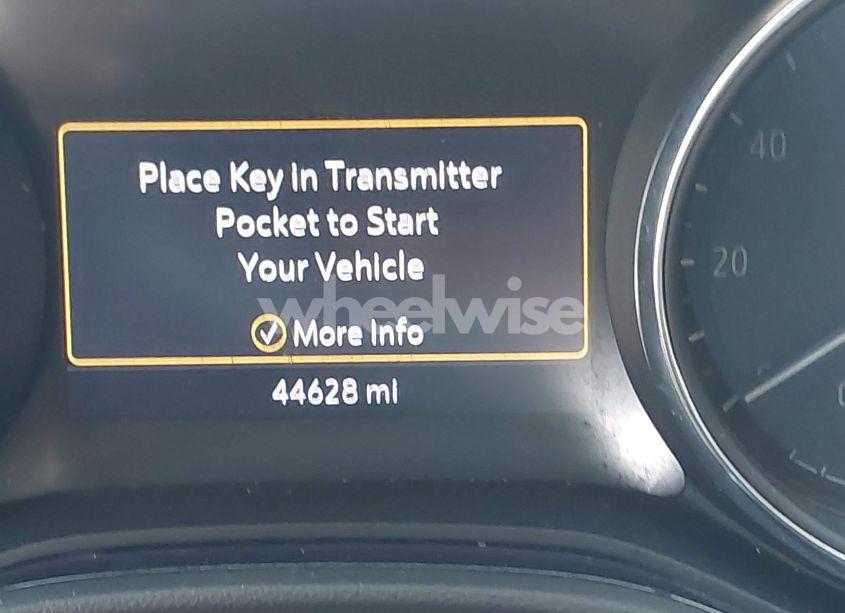 Place Key in Transmitter
Pocket to Start
Your Vehicle
wheelwise
More Info
44628 mi
40
20